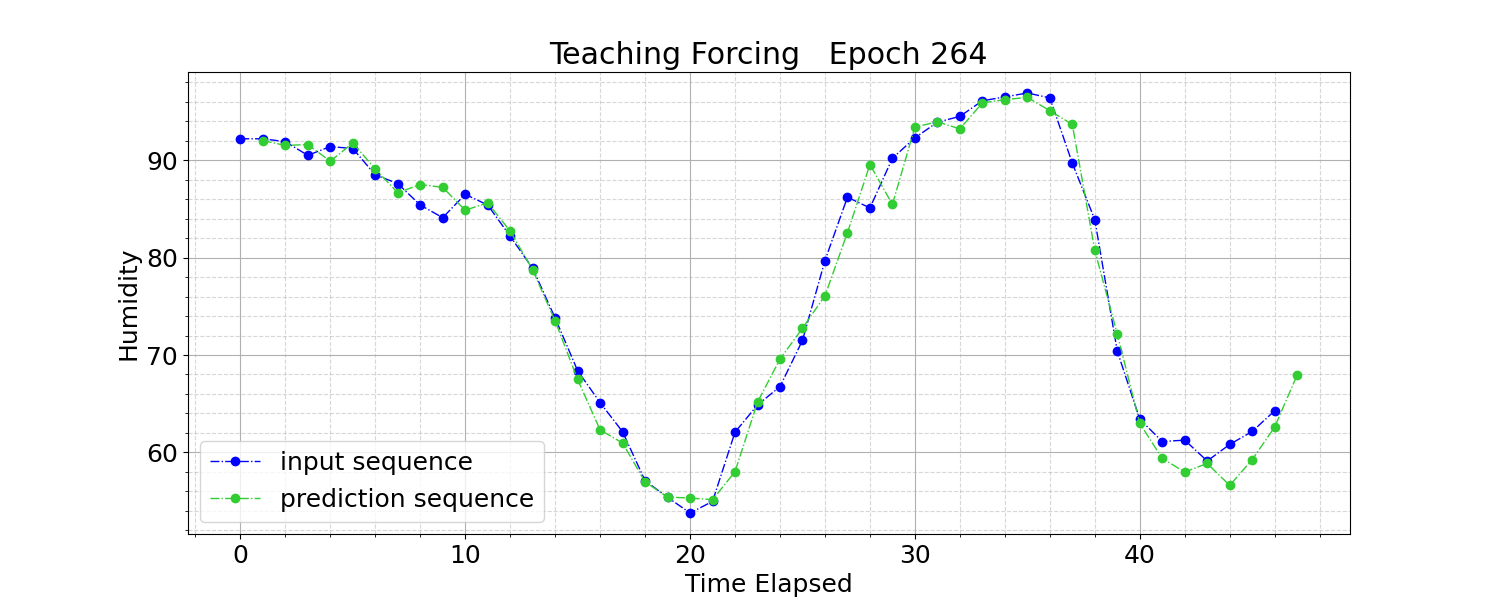 Teaching Forcing   Epoch 264
Humidity
90
80
70
60
input sequence
prediction sequence
0 10 20 30 40
Time Elapsed